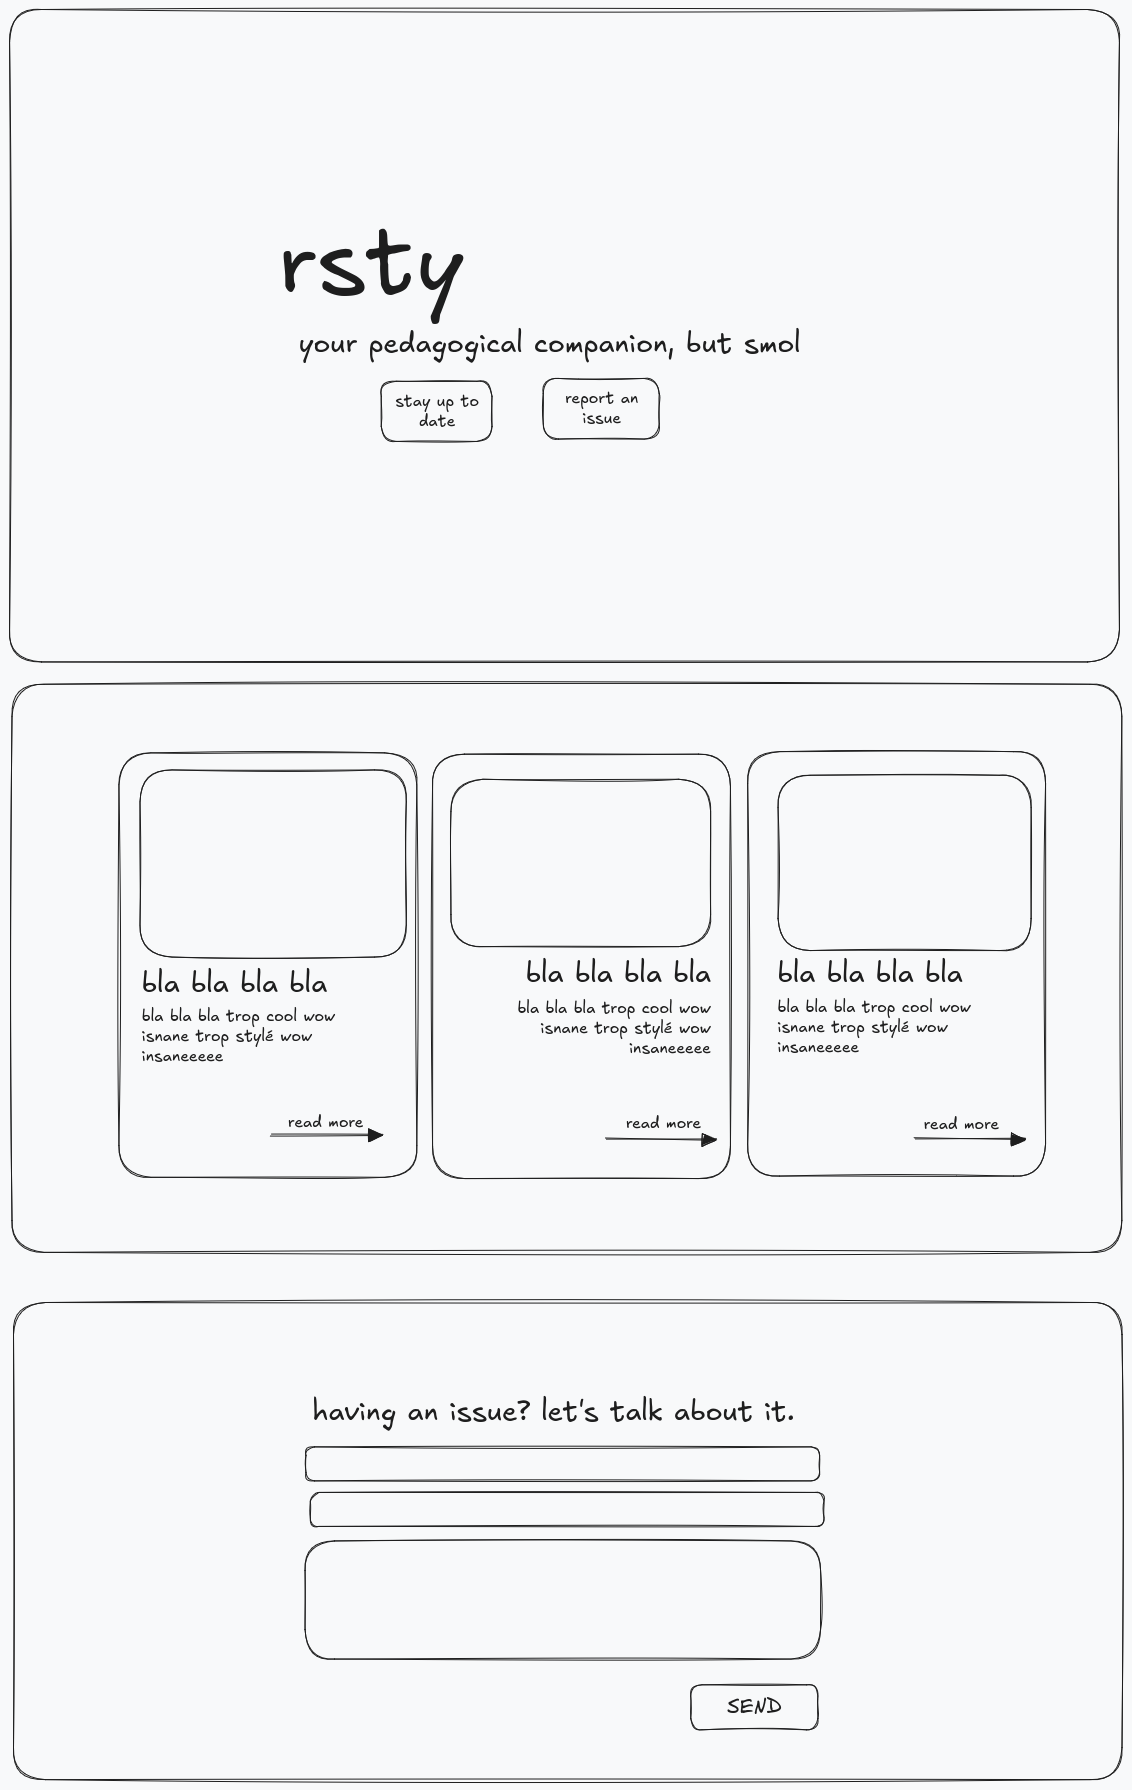 rsty
your pedagogical companion, but smol
stay up to
date
report an
issue
bla bla bla bla
bla bla bla trop cool wow
isnane trop stylé wow
insaneeeee
read more
bla bla bla bla
bla bla bla trop cool wow
isnane trop stylé wow
insaneeeee
read more
bla bla bla bla
bla bla bla trop cool wow
isnane trop stylé wow
insaneeeee
read more
having an issue? let's talk about it.
SEND